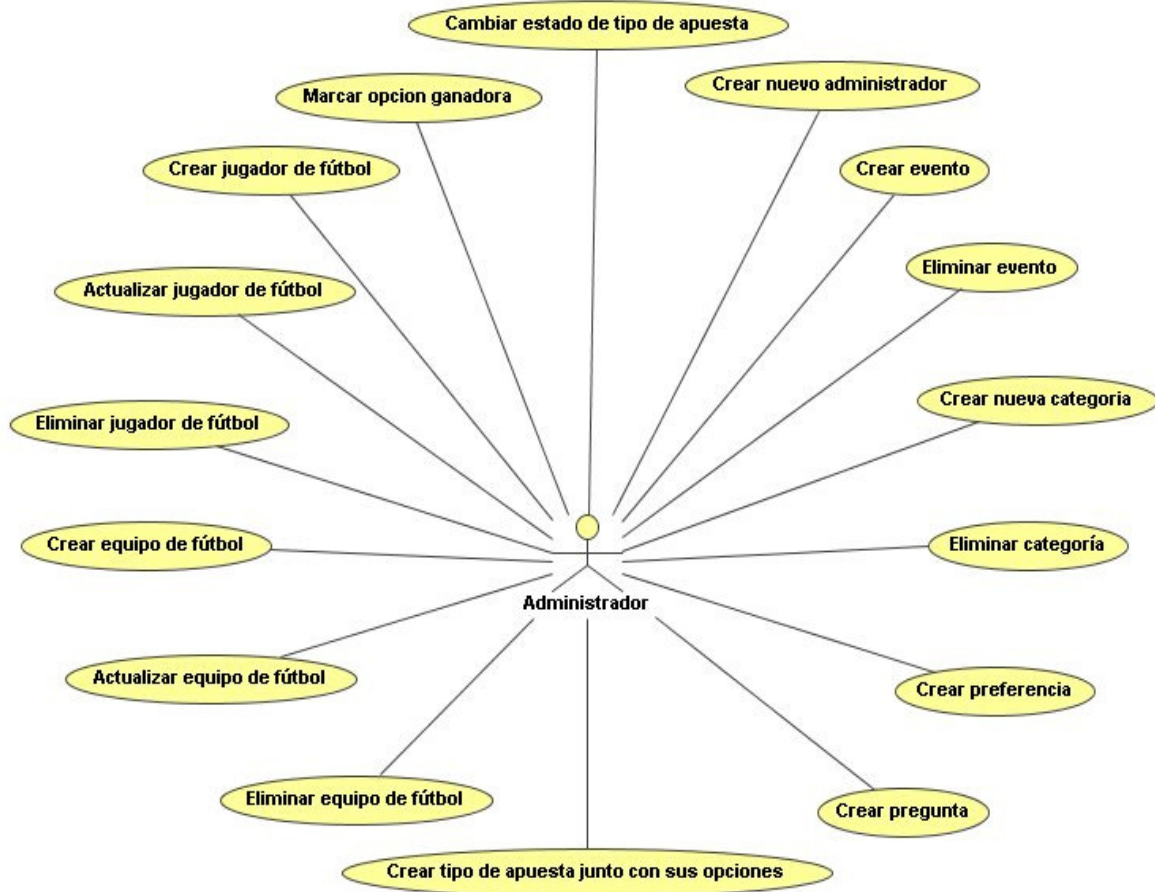 Cambiar estado de tipo de apuesta
Crear nuevo administrador
Marcar opcion ganadora
Crear jugador de fútbol
Crear evento
Eliminar evento
Actualizar jugador de fútbol
Crear nueva categoria
Eliminar jugador de fútbol
Crear equipo de fútbol
Eliminar categoría
Administrador
Actualizar equipo de fútbol
Crear preferencia
Eliminar equipo de fútbol
Crear pregunta
Crear tipo de apuesta junto con sus opciones